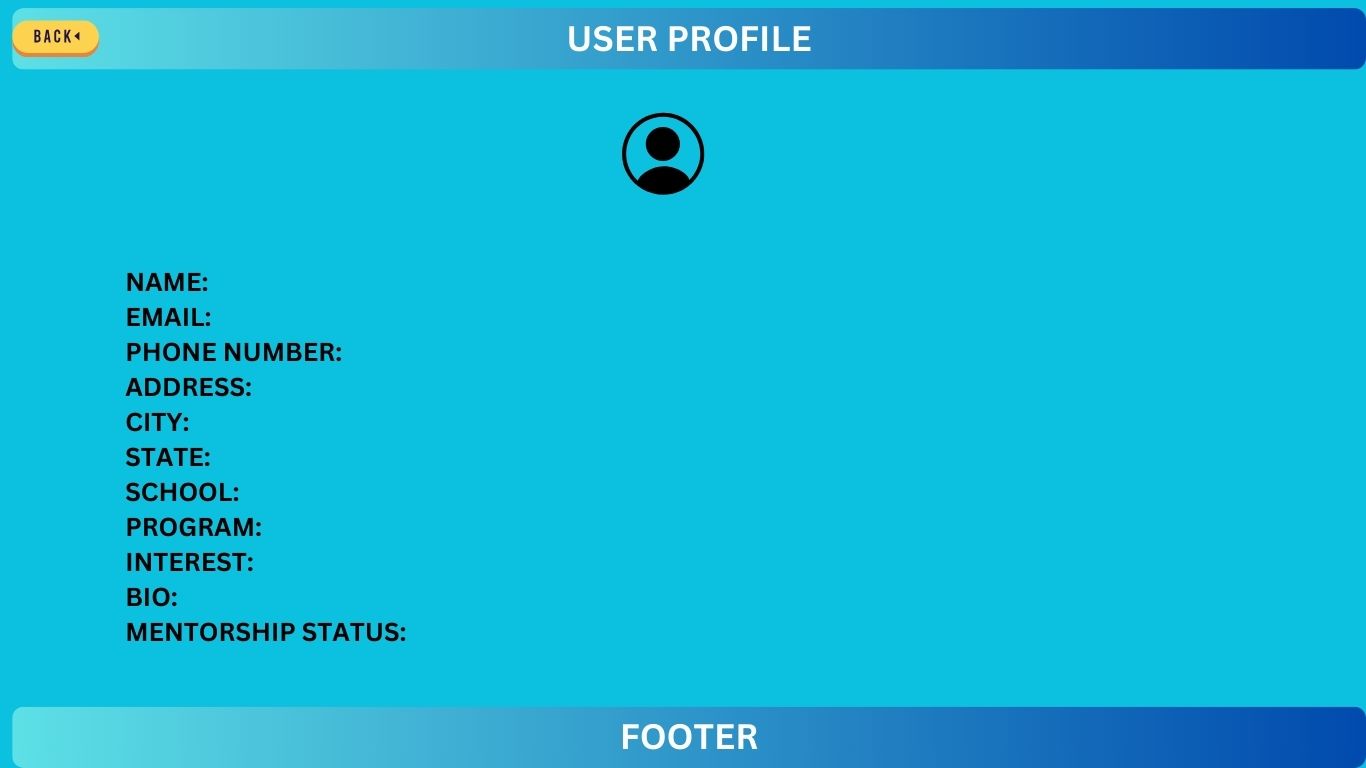 BACK
USER PROFILE
NAME:
EMAIL:
PHONE NUMBER:
ADDRESS:
CITY:
STATE:
SCHOOL:
PROGRAM:
INTEREST:
BIO:
MENTORSHIP STATUS:
FOOTER